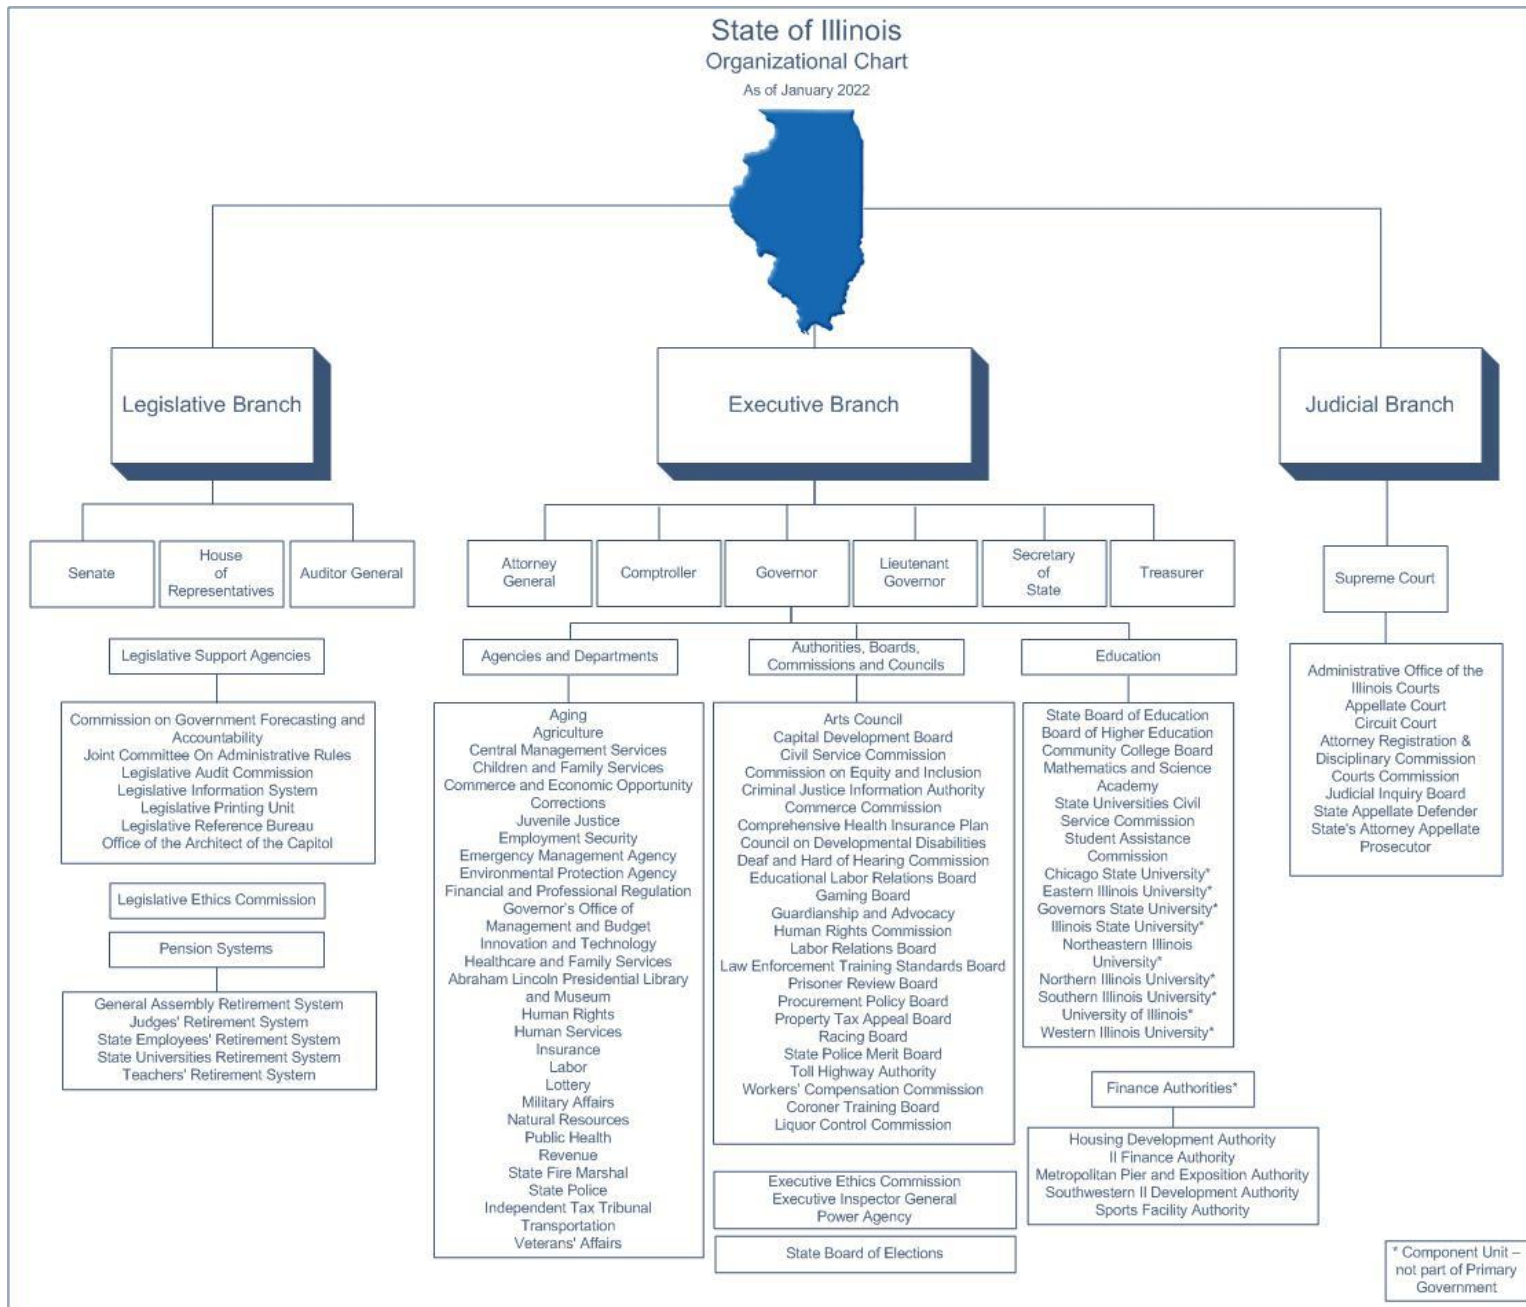 State of Illinois
Organizational Chart
As of January 2022
Legislative Branch
Executive Branch
Judicial Branch
Senate
House
of
Representatives
Auditor General
Attorney
General
Comptroller
Governor
Lieutenant
Governor
Secretary
of
State
Treasurer
Supreme Court
Legislative Support Agencies
Commission on Government Forecasting and
Accountability
Joint Committee On Administrative Rules
Legislative Audit Commission
Legislative Information System
Legislative Printing Unit
Legislative Reference Bureau
Office of the Architect of the Capitol
Legislative Ethics Commission
Pension Systems
General Assembly Retirement System
Judges' Retirement System
State Employees' Retirement System
State Universities Retirement System
Teachers' Retirement System
Agencies and Departments
Aging
Agriculture
Central Management Services
Children and Family Services
Commerce and Economic Opportunity
Corrections
Juvenile Justice
Employment Security
Emergency Management Agency
Environmental Protection Agency
Financial and Professional Regulation
Governor's Office of
Management and Budget
Innovation and Technology
Healthcare and Family Services
Abraham Lincoln Presidential Library
and Museum
Human Rights
Human Services
Insurance
Labor
Lottery
Military Affairs
Natural Resources
Public Health
Revenue
State Fire Marshal
State Police
Independent Tax Tribunal
Transportation
Veterans' Affairs
Authorities, Boards,
Commissions and Councils
Arts Council
Capital Development Board
Civil Service Commission
Commission on Equity and Inclusion
Criminal Justice Information Authority
Commerce Commission
Comprehensive Health Insurance Plan
Council on Developmental Disabilities
Deaf and Hard of Hearing Commission
Educational Labor Relations Board
Gaming Board
Guardianship and Advocacy
Human Rights Commission
Labor Relations Board
Law Enforcement Training Standards Board
Prisoner Review Board
Procurement Policy Board
Property Tax Appeal Board
Racing Board
State Police Merit Board
Toll Highway Authority
Workers' Compensation Commission
Coroner Training Board
Liquor Control Commission
Executive Ethics Commission
Executive Inspector General
Power Agency
State Board of Elections
Education
State Board of Education
Board of Higher Education
Community College Board
Mathematics and Science
Academy
State Universities Civil
Service Commission
Student Assistance
Commission
Chicago State University*
Eastern Illinois University*
Governors State University*
Illinois State University*
Northeastern Illinois
University*
Northern Illinois University*
Southern Illinois University*
University of Illinois*
Western Illinois University*
Finance Authorities*
Housing Development Authority
Il Finance Authority
Metropolitan Pier and Exposition Authority
Southwestern Il Development Authority
Sports Facility Authority
Administrative Office of the
Illinois Courts
Appellate Court
Circuit Court
Attorney Registration &
Disciplinary Commission
Courts Commission
Judicial Inquiry Board
State Appellate Defender
State's Attorney Appellate
Prosecutor
* Component Unit –
not part of Primary
Government